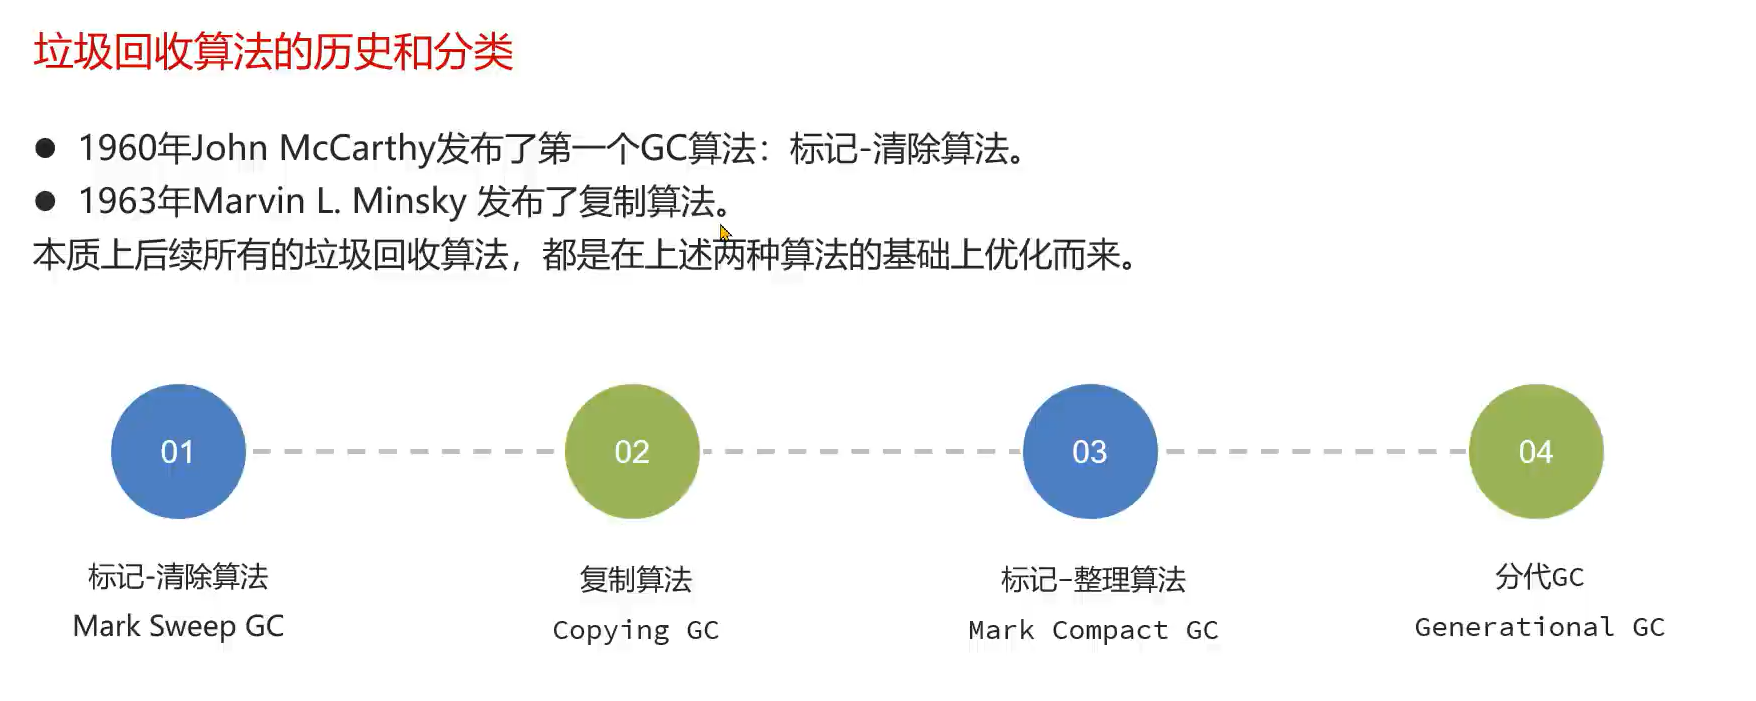 垃圾回收算法的历史和分类
● 1960年John McCarthy发布了第一个GC算法：标记-清除算法。
● 1963年Marvin L. Minsky 发布了复制算法。
本质上后续所有的垃圾回收算法，都是在上述两种算法的基础上优化而来。
01
02
03
04
标记-清除算法
Mark Sweep GC
复制算法
Copying GC
标记-整理算法
Mark Compact GC
分代GC
Generational GC